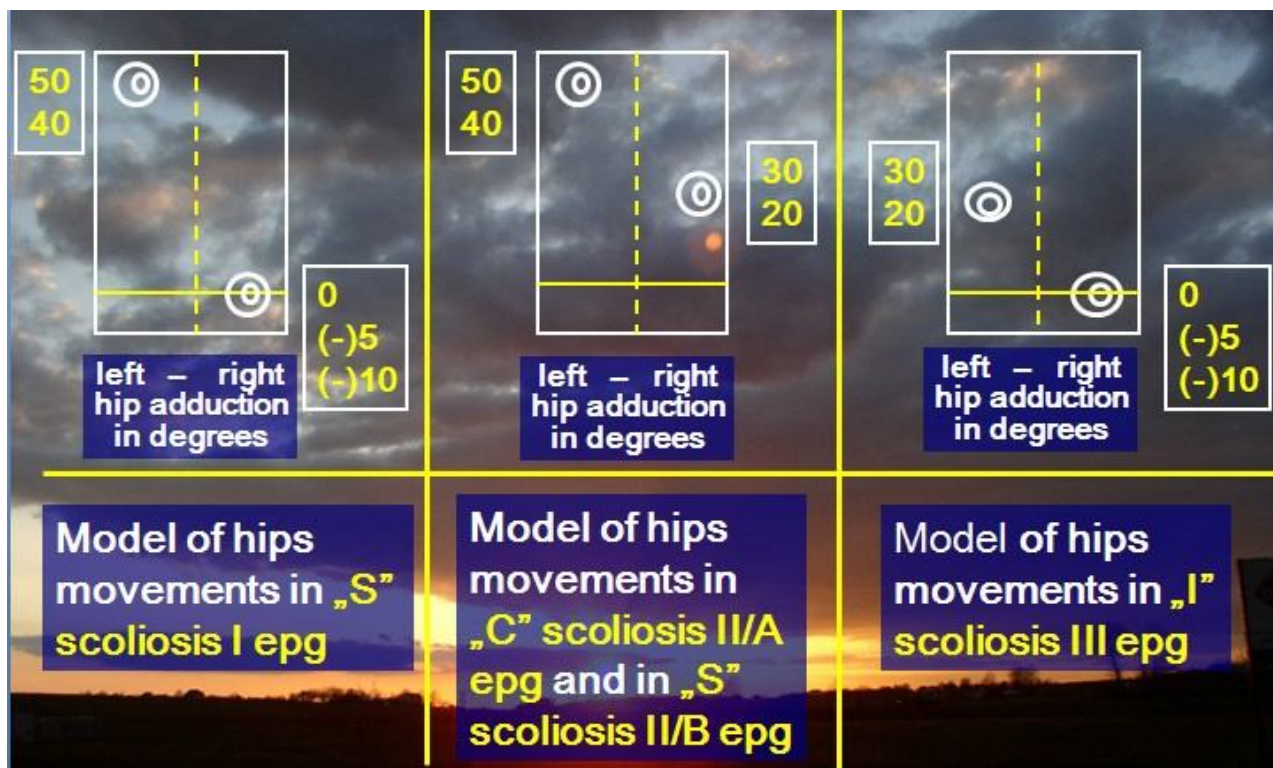 50
40
0
(-)5
(-)10
left – right
hip adduction
in degrees
50
40
30
20
left – right
hip adduction
in degrees
30
20
0
(-)5
(-)10
left – right
hip adduction
in degrees
Model of hips
movements in „S”
scoliosis I epg
Model of hips
movements in
„C” scoliosis II/A
epg and in „S”
scoliosis II/B epg
Model of hips
movements in „I”
scoliosis III epg